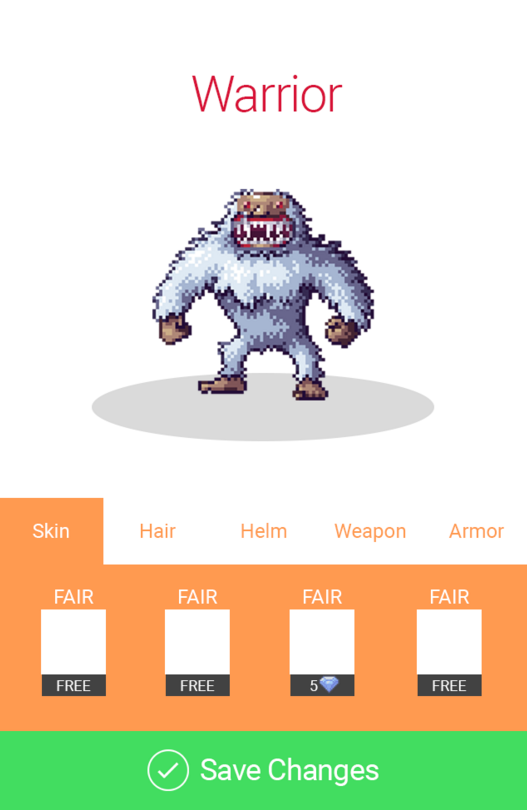 Warrior
Skin Hair Helm Weapon Armor
FAIR FAIR FAIR FAIR
FREE FREE 5 FREE
Save Changes